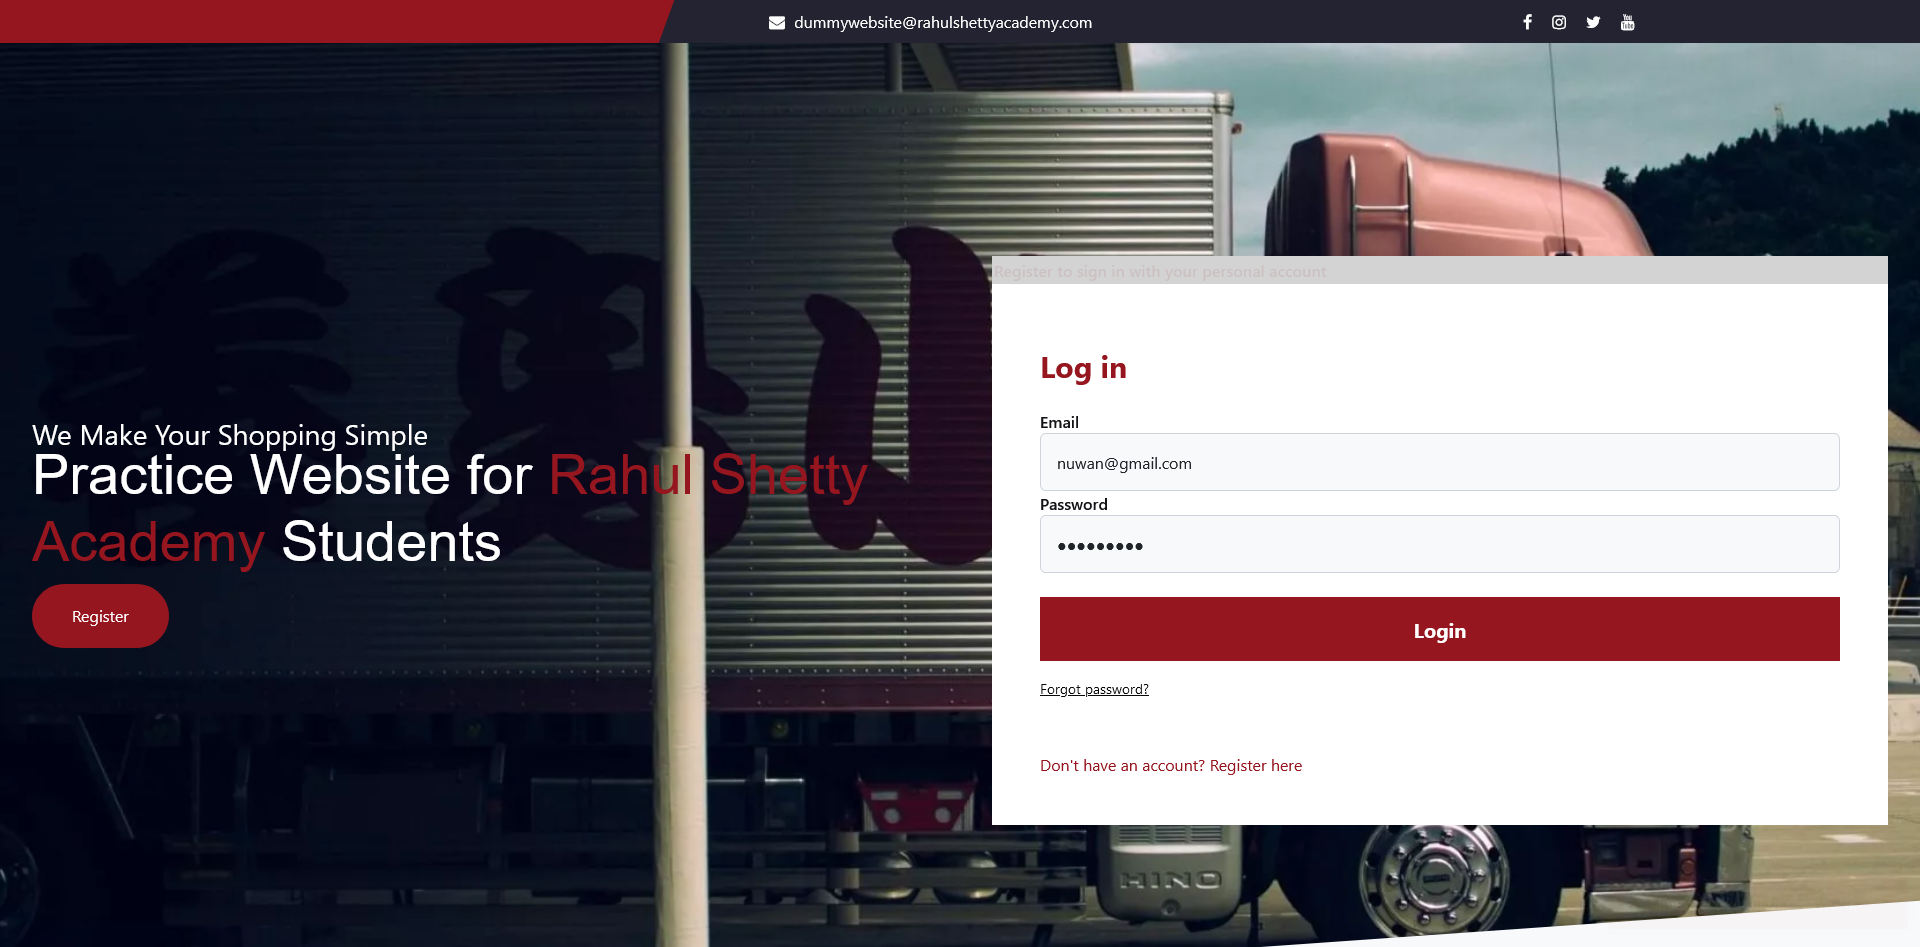 dummywebsite@rahulshettyacademy.com
Register to sign in with your personal account
We Make Your Shopping Simple
Practice Website for Rahul Shetty
Academy Students
Register
Log in
Email
nuwan@gmail.com
Password
•••••••••
Login
Forgot password?
Don't have an account? Register here
HINO